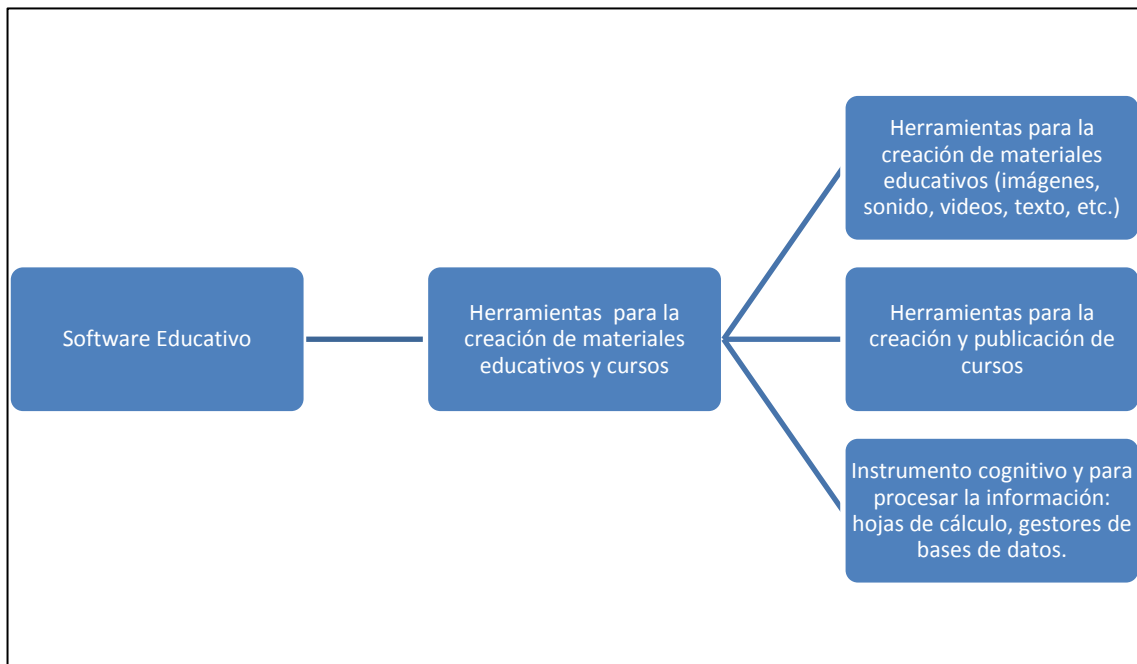 Software Educativo
Herramientas  para la
creación de materiales
educativos y cursos
Herramientas para la
creación de materiales
educativos (imágenes,
sonido, videos, texto, etc.)
Herramientas para la
creación y publicación de
cursos
Instrumento cognitivo y para
procesar la información:
hojas de cálculo, gestores de
bases de datos.